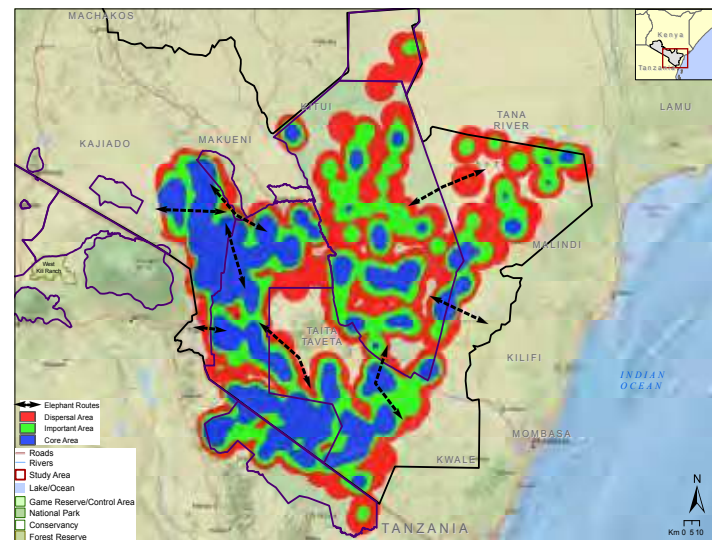 MACHAKOS
Kenya
Tanzania
KITUI
TANA
RIVER
LAMU
KAJIADO
MAKUENI
MALINDI
West
Kili Ranch
TAITA
TAVETA
KILIFI
INDIAN
OCEAN
Elephant Routes
Dispersal Area
Important Area
Core Area
MOMBASA
Roads
Rivers
Study Area
KWALE
Lake/Ocean
Game Reserve/Control Area
National Park
Conservancy
Forest Reserve
TANZANIA
N
Km 0 5 10